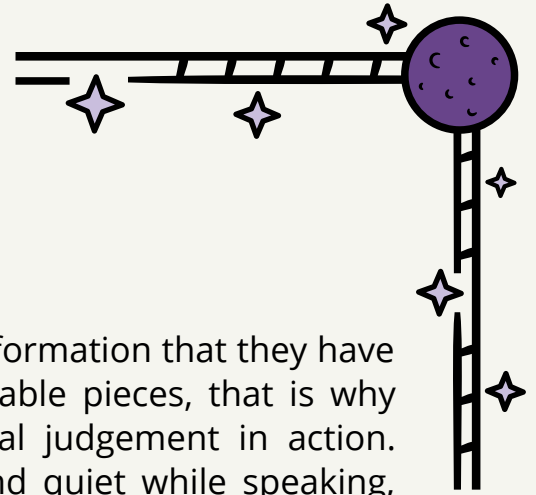 formation that they have
able pieces, that is why
al judgement in action.
nd quiet while speaking,